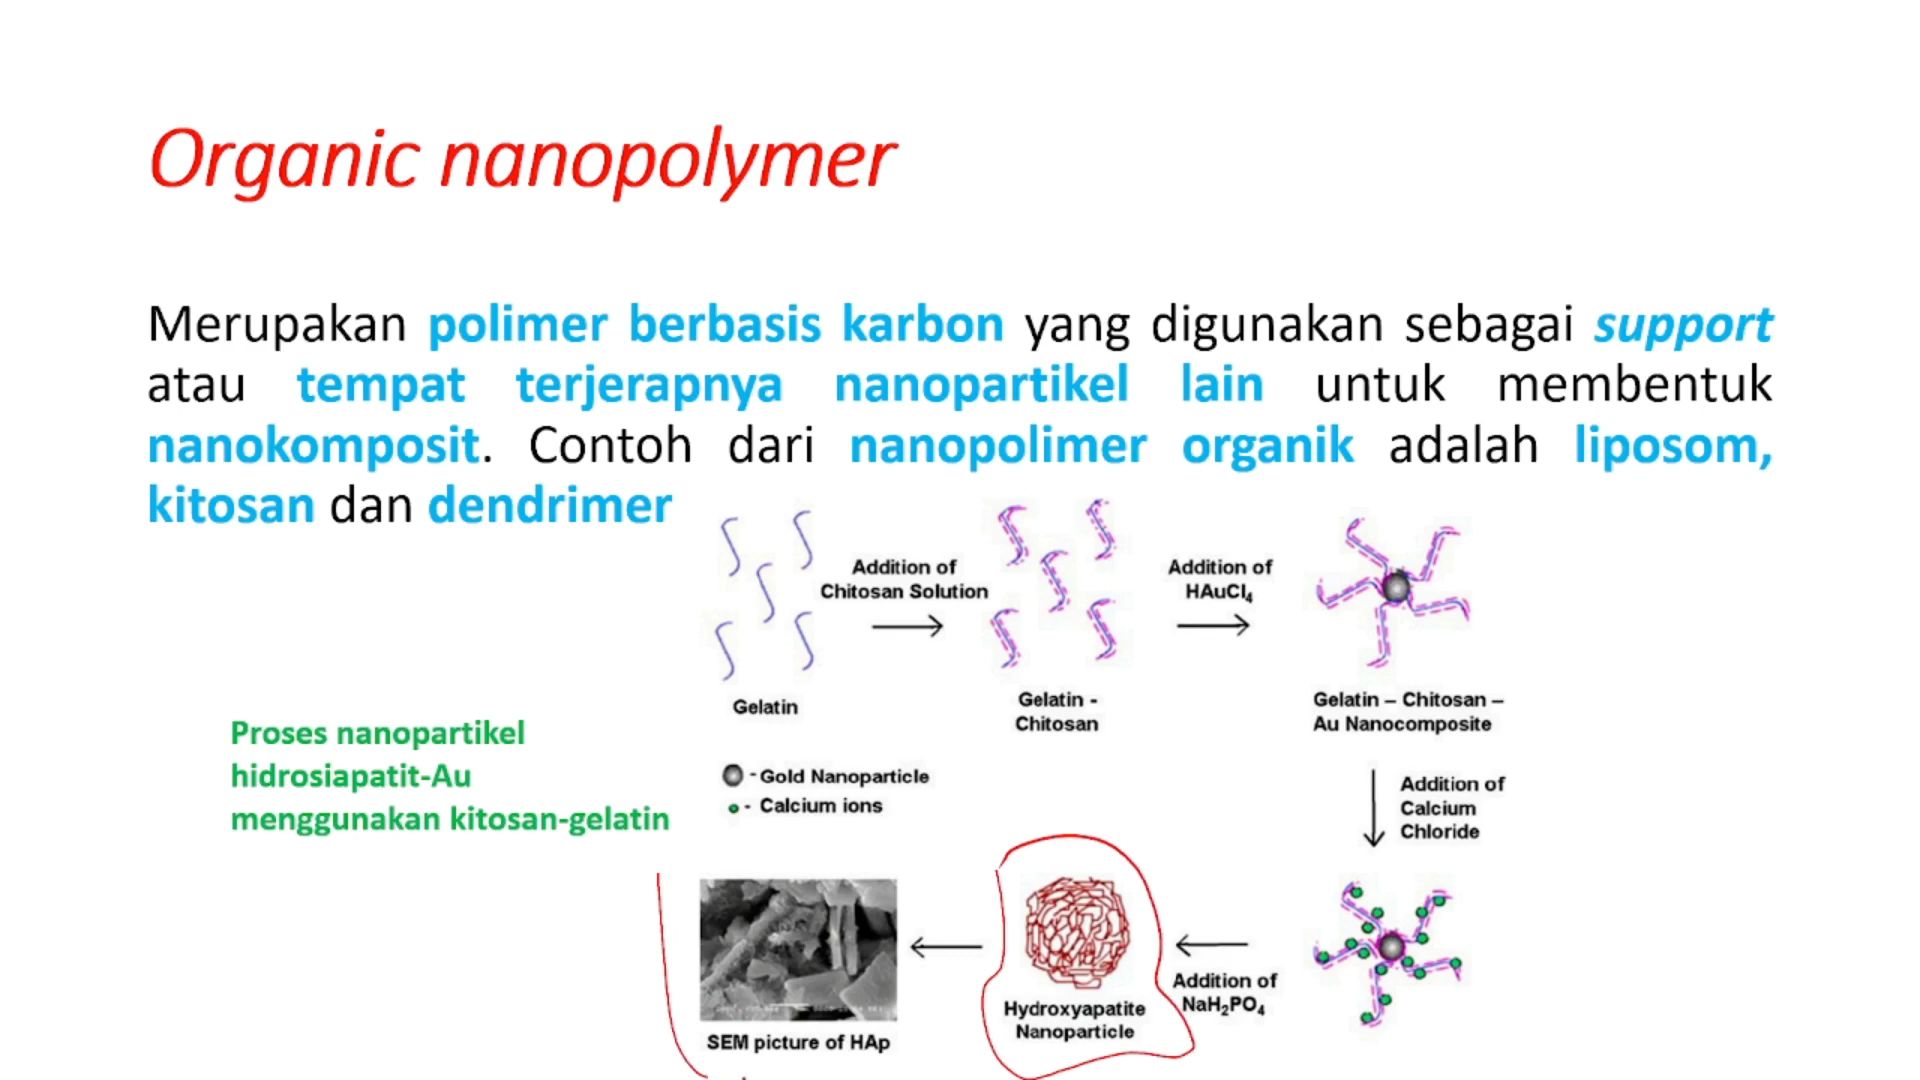 Organic nanopolymer
Merupakan polimer berbasis karbon yang digunakan sebagai support
atau tempat terjerapnya nanopartikel lain untuk membentuk
nanokomposit. Contoh dari nanopolimer organik adalah liposom,
kitosan dan dendrimer
Addition of
Chitosan Solution
Addition of
HAuCl₄
Gelatin
Gelatin -
Chitosan
Gelatin – Chitosan –
Au Nanocomposite
Proses nanopartikel
hidrosiapatit-Au
menggunakan kitosan-gelatin
- Gold Nanoparticle
- Calcium ions
Addition of
Calcium
Chloride
Addition of
NaH₂PO₄
Hydroxyapatite
Nanoparticle
SEM picture of HAp